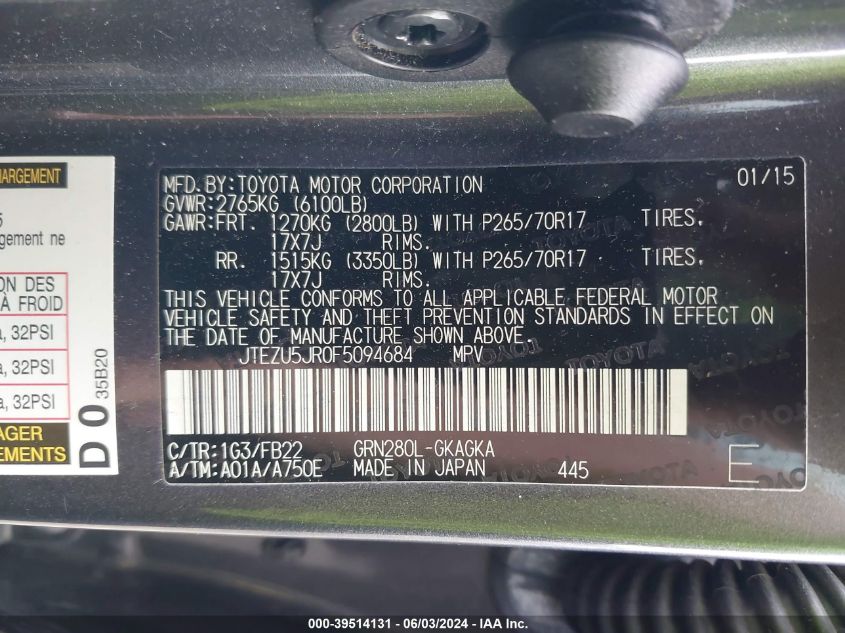 HARGEMENT
5
gement ne
ON DES
À FROID
a, 32PSI
a, 32PSI
AGER
EMENTS
D 0
35B20
MFD.BY:TOYOTA MOTOR CORPORATION 01/15
GVWR:2765KG (6100LB)
GAWR:FRT. 1270KG (2800LB) WITH P265/70R17 TIRES.
17X7J RIMS.
RR. 1515KG (3350LB) WITH P265/70R17 TIRES.
17X7J RIMS.
THIS VEHICLE CONFORMS TO ALL APPLICABLE FEDERAL MOTOR
VEHICLE SAFETY AND THEFT PREVENTION STANDARDS IN EFFECT ON
THE DATE OF MANUFACTURE SHOWN ABOVE.
JTEZU5JR0F5094684 MPV
C/TR:1G3/FB22 GRN280L-GKAGKA
A/TM:A01A/A750E MADE IN JAPAN 445 E
000-39514131 - 06/03/2024 - IAA Inc.